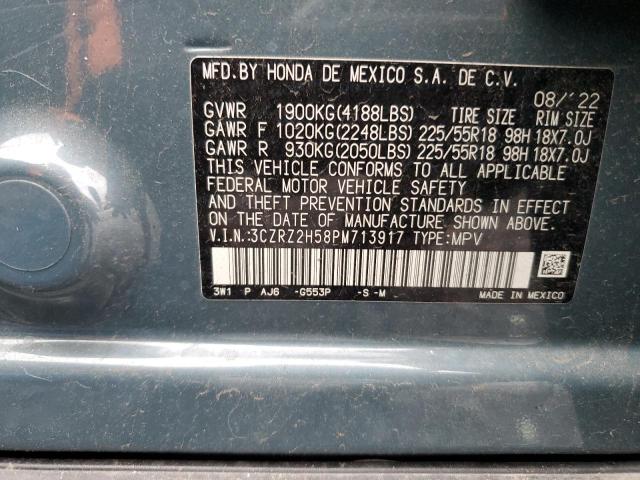 MFD.BY HONDA DE MEXICO S.A. DE C.V.
08/'22
GVWR 1900KG(4188LBS) TIRE SIZE RIM SIZE
GAWR F 1020KG(2248LBS) 225/55R18 98H 18X7.0J
GAWR R 930KG(2050LBS) 225/55R18 98H 18X7.0J
THIS VEHICLE CONFORMS TO ALL APPLICABLE
FEDERAL MOTOR VEHICLE SAFETY
AND THEFT PREVENTION STANDARDS IN EFFECT
ON THE DATE OF MANUFACTURE SHOWN ABOVE.
V.I.N.:3CZRZ2H58PM713917 TYPE:MPV
3W1 P AJ6 -G553P -S -M MADE IN MEXICO